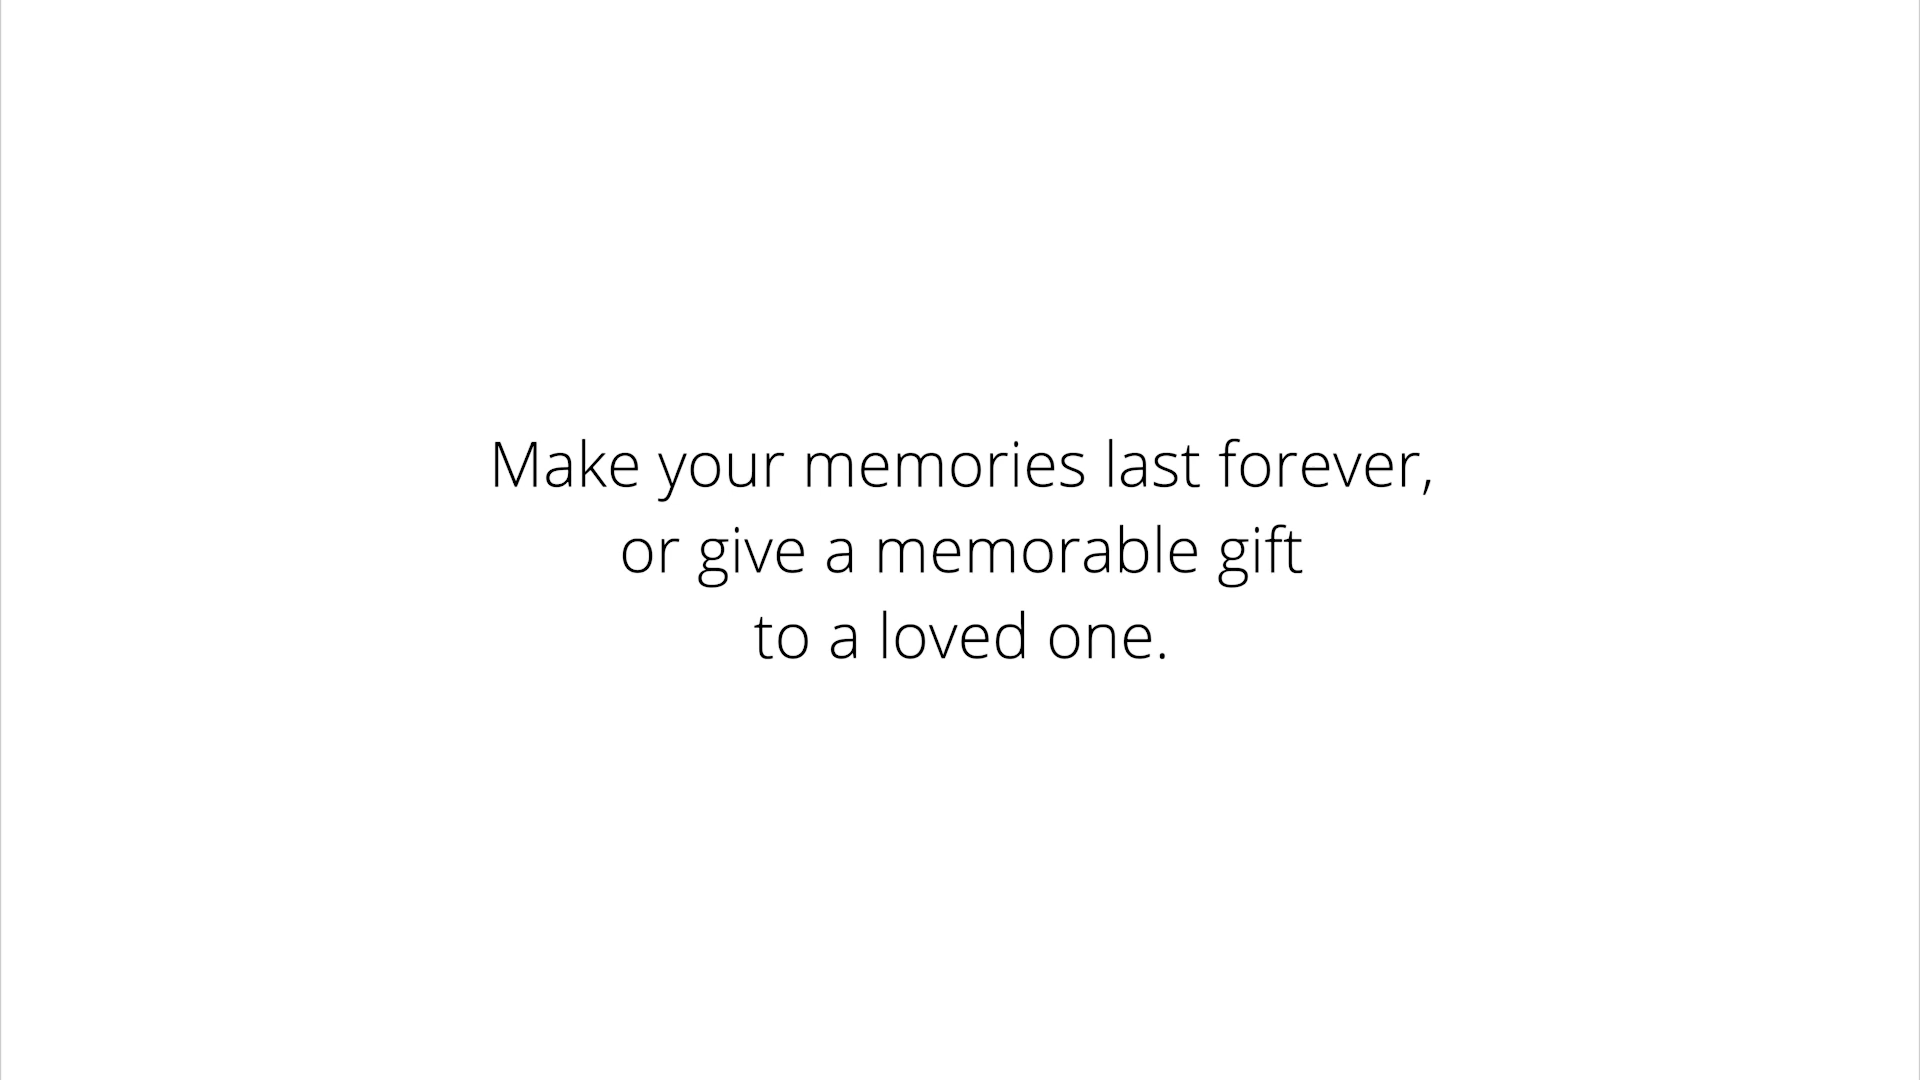 Make your memories last forever,
or give a memorable gift
to a loved one.